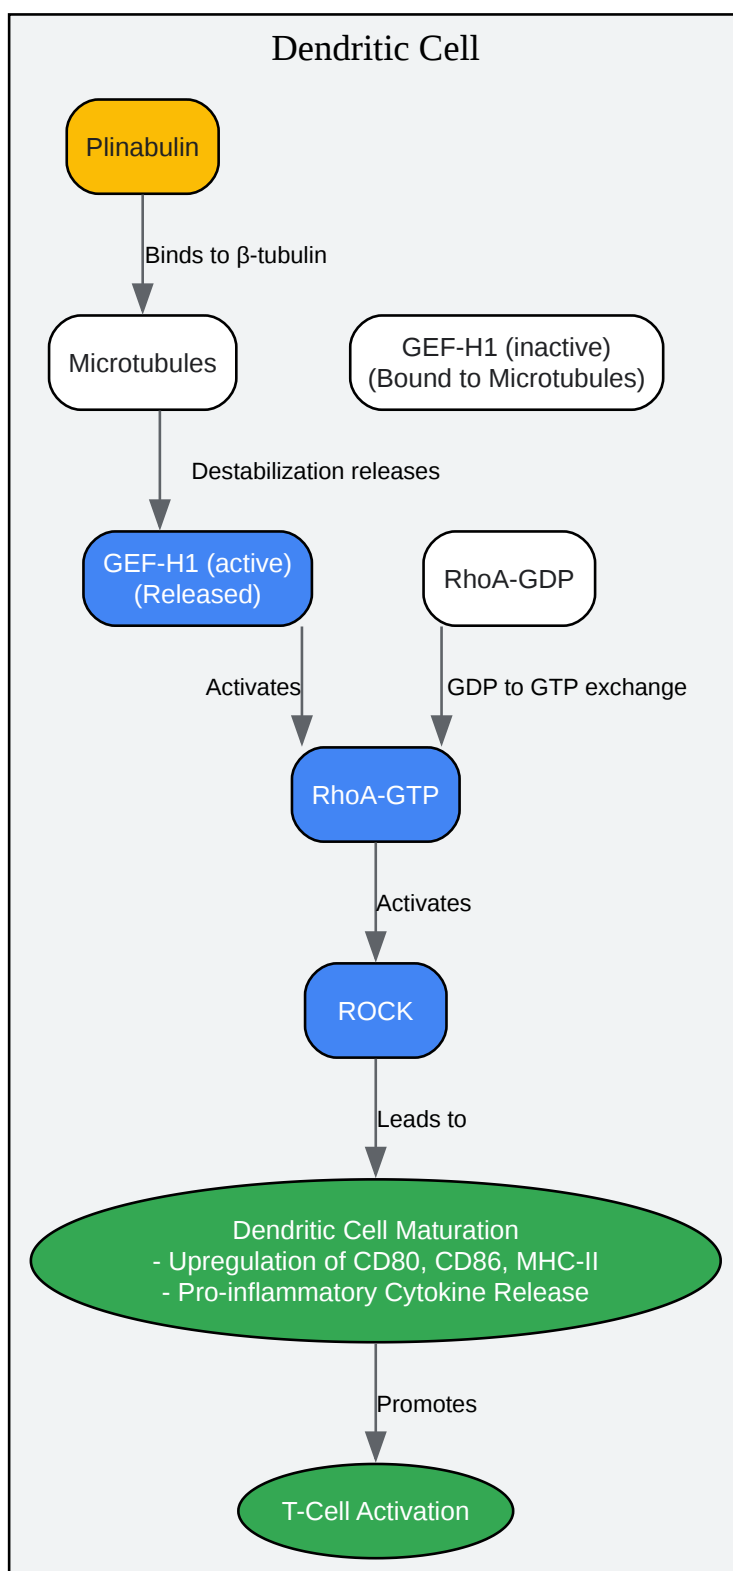 Dendritic Cell
Plinabulin
Binds to β-tubulin
Microtubules
GEF-H1 (inactive)
(Bound to Microtubules)
Destabilization releases
GEF-H1 (active)
(Released)
RhoA-GDP
Activates
GDP to GTP exchange
RhoA-GTP
Activates
ROCK
Leads to
Dendritic Cell Maturation
- Upregulation of CD80, CD86, MHC-II
- Pro-inflammatory Cytokine Release
Promotes
T-Cell Activation